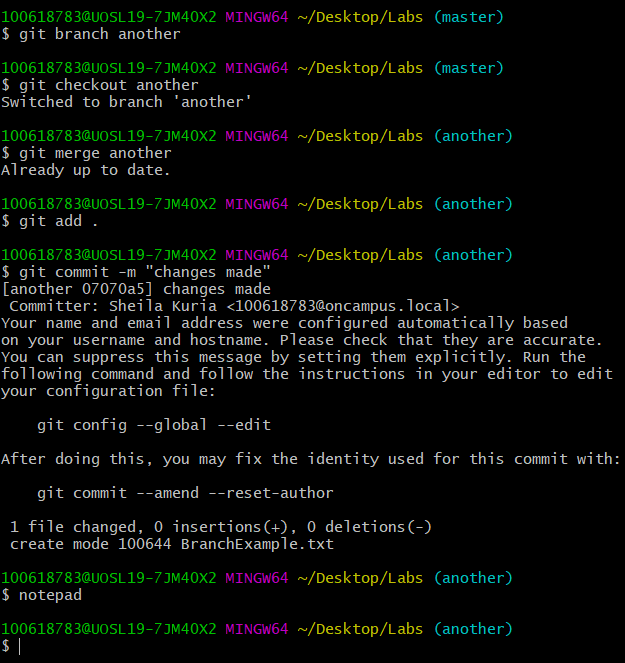 100618783@UOSL19-7JM40X2 MINGW64 ~/Desktop/Labs (master)
$ git branch another
100618783@UOSL19-7JM40X2 MINGW64 ~/Desktop/Labs (master)
$ git checkout another
Switched to branch 'another'
100618783@UOSL19-7JM40X2 MINGW64 ~/Desktop/Labs (another)
$ git merge another
Already up to date.
100618783@UOSL19-7JM40X2 MINGW64 ~/Desktop/Labs (another)
$ git add .
100618783@UOSL19-7JM40X2 MINGW64 ~/Desktop/Labs (another)
$ git commit -m "changes made"
[another 07070a5] changes made
Committer: Sheila Kuria <100618783@oncampus.local>
Your name and email address were configured automatically based
on your username and hostname. Please check that they are accurate.
You can suppress this message by setting them explicitly. Run the
following command and follow the instructions in your editor to edit
your configuration file:
git config --global --edit
After doing this, you may fix the identity used for this commit with:
git commit --amend --reset-author
1 file changed, 0 insertions(+), 0 deletions(-)
create mode 100644 BranchExample.txt
100618783@UOSL19-7JM40X2 MINGW64 ~/Desktop/Labs (another)
$ notepad
100618783@UOSL19-7JM40X2 MINGW64 ~/Desktop/Labs (another)
$